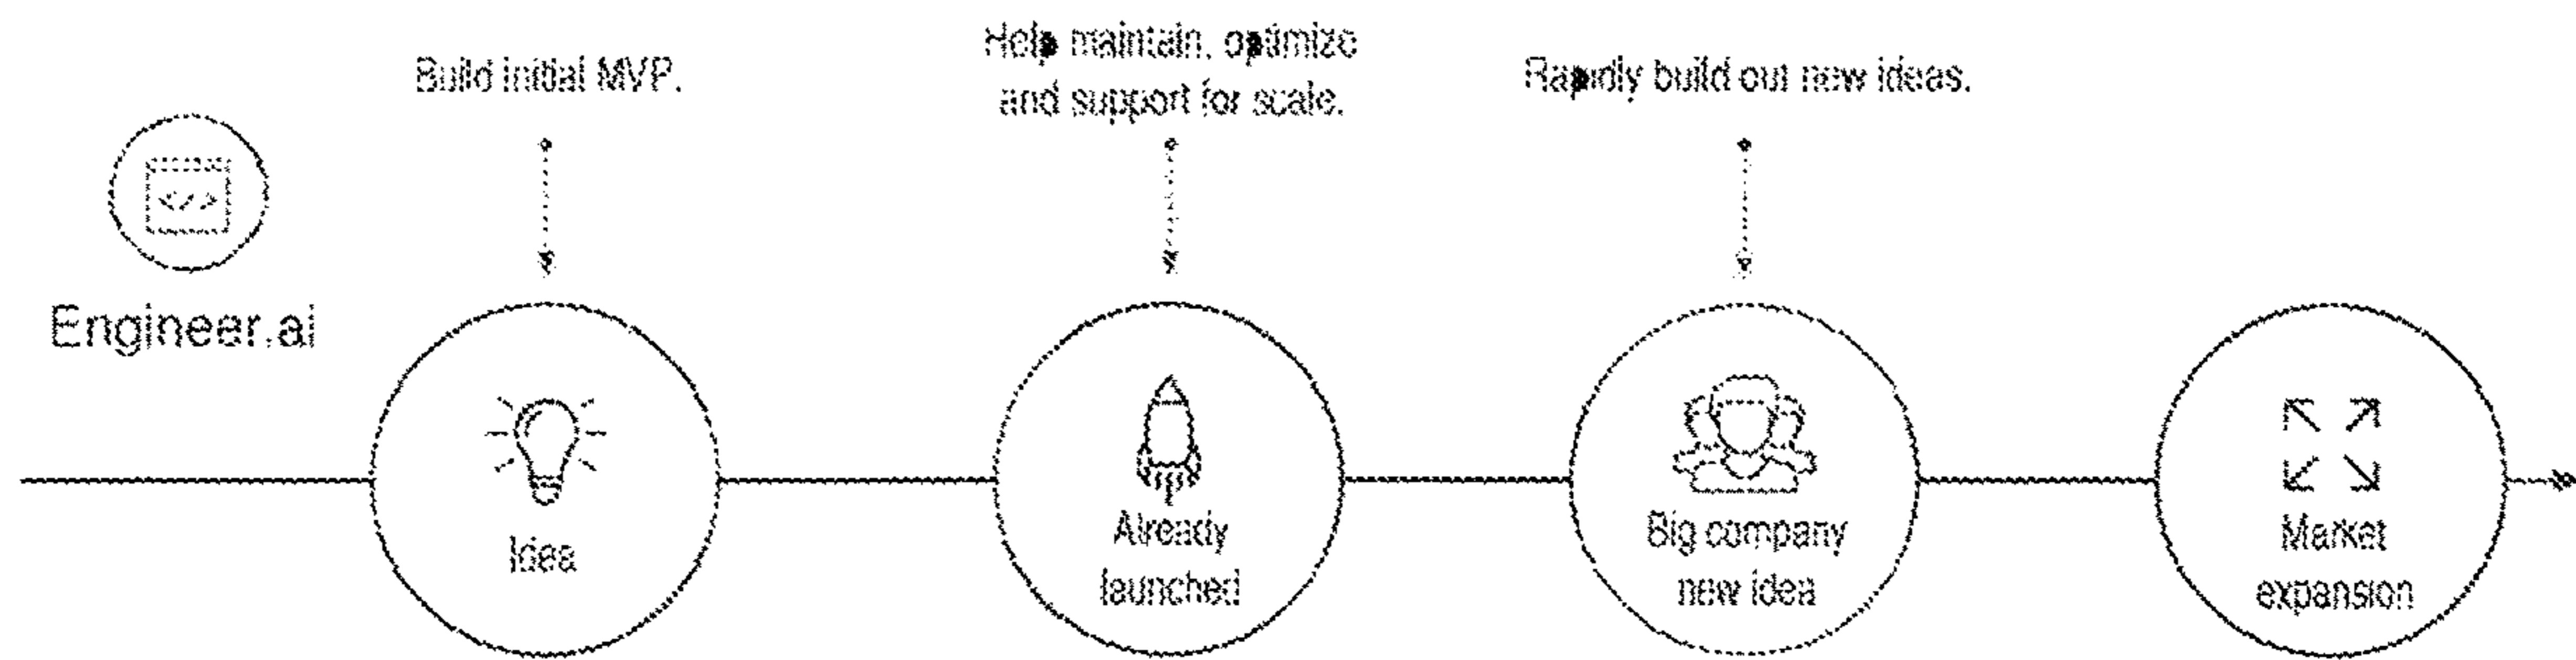 Build initial MVP.
Help maintain, optimize
and support for scale.
Rapidly build out new ideas.
</>
Engineer.ai
Idea
Already
launched
Big company
new idea
Market
expansion